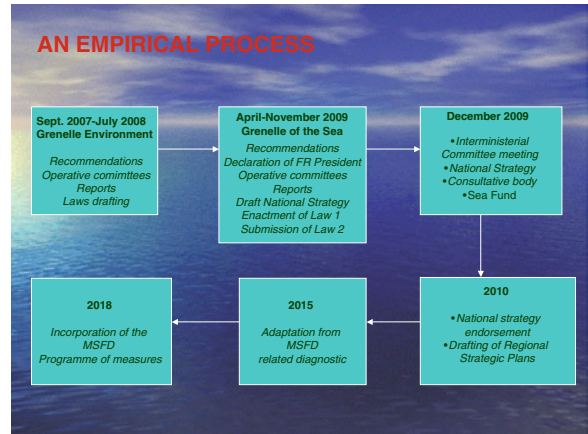 AN EMPIRICAL PROCESS
Sept. 2007-July 2008
Grenelle Environment
Recommendations
Operative comimttees
Reports
Laws drafting
April-November 2009
Grenelle of the Sea
Recommendations
Declaration of FR President
Operative committees
Reports
Draft National Strategy
Enactment of Law 1
Submission of Law 2
December 2009
•Interministerial
Committee meeting
•National Strategy
•Consultative body
•Sea Fund
2010
•National strategy
endorsement
•Drafting of Regional
Strategic Plans
2015
Adaptation from
MSFD
related diagnostic
2018
Incorporation of the
MSFD
Programme of measures